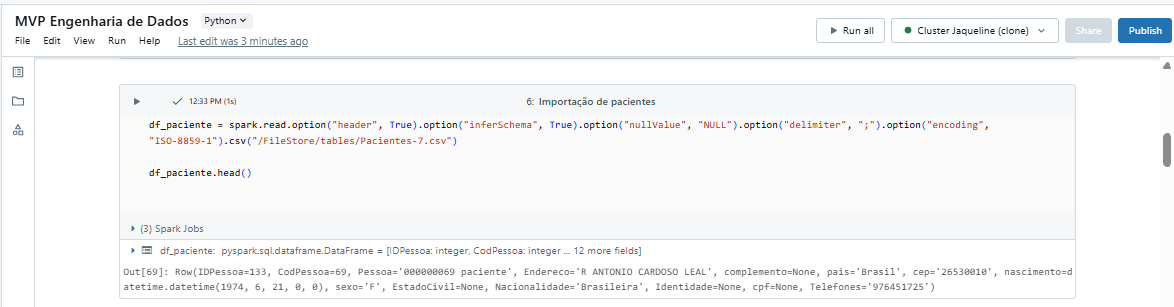 MVP Engenharia de Dados Python
File Edit View Run Help Last edit was 3 minutes ago
Run all Cluster Jaqueline (clone) Share Publish
12:33 PM (1s) 6: Importação de pacientes
df_paciente = spark.read.option("header", True).option("inferSchema", True).option("nullValue", "NULL").option("delimiter", ";").option("encoding",
"ISO-8859-1").csv("/FileStore/tables/Pacientes-7.csv")
df_paciente.head()
(3) Spark Jobs
df_paciente: pyspark.sql.dataframe.DataFrame = [IDPessoa: integer, CodPessoa: integer ... 12 more fields]
Out[69]: Row(IDPessoa=133, CodPessoa=69, Pessoa='000000069 paciente', Endereco='R ANTONIO CARDOSO LEAL', complemento=None, pais='Brasil', cep='26530010', nascimento=d
atetime.datetime(1974, 6, 21, 0, 0), sexo='F', EstadoCivil=None, Nacionalidade='Brasileira', Identidade=None, cpf=None, Telefones='976451725')